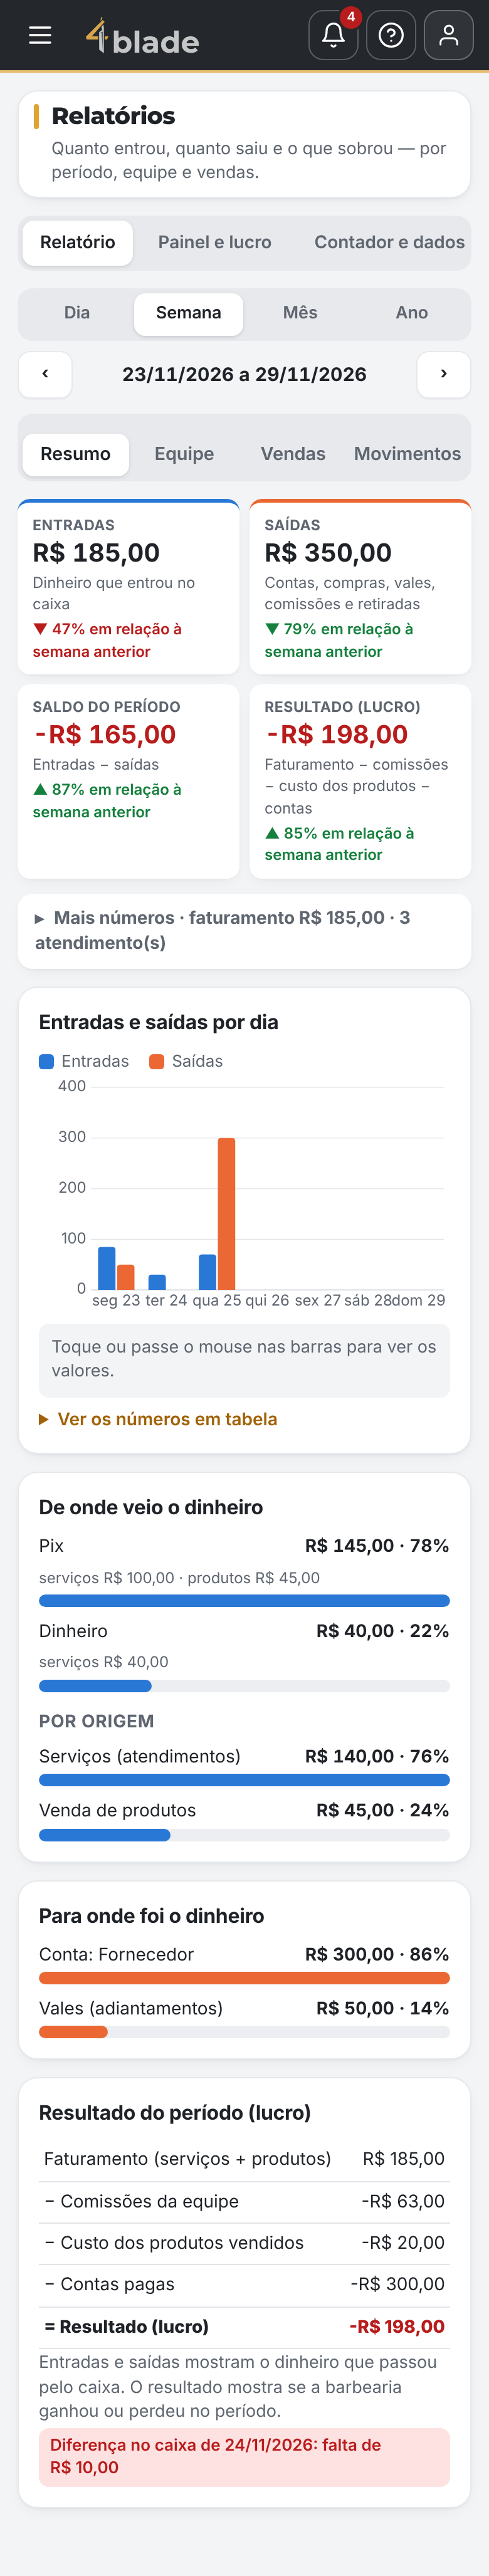 4blade
4
Relatórios
Quanto entrou, quanto saiu e o que sobrou — por
período, equipe e vendas.
Relatório Painel e lucro Contador e dados
Dia Semana Mês Ano
‹ 23/11/2026 a 29/11/2026 ›
Resumo Equipe Vendas Movimentos
ENTRADAS
R$ 185,00
Dinheiro que entrou no
caixa
▼ 47% em relação à
semana anterior
SAÍDAS
R$ 350,00
Contas, compras, vales,
comissões e retiradas
▼ 79% em relação à
semana anterior
SALDO DO PERÍODO
-R$ 165,00
Entradas − saídas
▲ 87% em relação à
semana anterior
RESULTADO (LUCRO)
-R$ 198,00
Faturamento − comissões
− custo dos produtos −
contas
▲ 85% em relação à
semana anterior
▸ Mais números · faturamento R$ 185,00 · 3
atendimento(s)
Entradas e saídas por dia
Entradas Saídas
400
300
200
100
0
seg 23 ter 24 qua 25 qui 26 sex 27 sáb 28 dom 29
Toque ou passe o mouse nas barras para ver os
valores.
▸ Ver os números em tabela
De onde veio o dinheiro
Pix R$ 145,00 · 78%
serviços R$ 100,00 · produtos R$ 45,00
Dinheiro R$ 40,00 · 22%
serviços R$ 40,00
POR ORIGEM
Serviços (atendimentos) R$ 140,00 · 76%
Venda de produtos R$ 45,00 · 24%
Para onde foi o dinheiro
Conta: Fornecedor R$ 300,00 · 86%
Vales (adiantamentos) R$ 50,00 · 14%
Resultado do período (lucro)
Faturamento (serviços + produtos) R$ 185,00
− Comissões da equipe -R$ 63,00
− Custo dos produtos vendidos -R$ 20,00
− Contas pagas -R$ 300,00
= Resultado (lucro) -R$ 198,00
Entradas e saídas mostram o dinheiro que passou
pelo caixa. O resultado mostra se a barbearia
ganhou ou perdeu no período.
Diferença no caixa de 24/11/2026: falta de
R$ 10,00